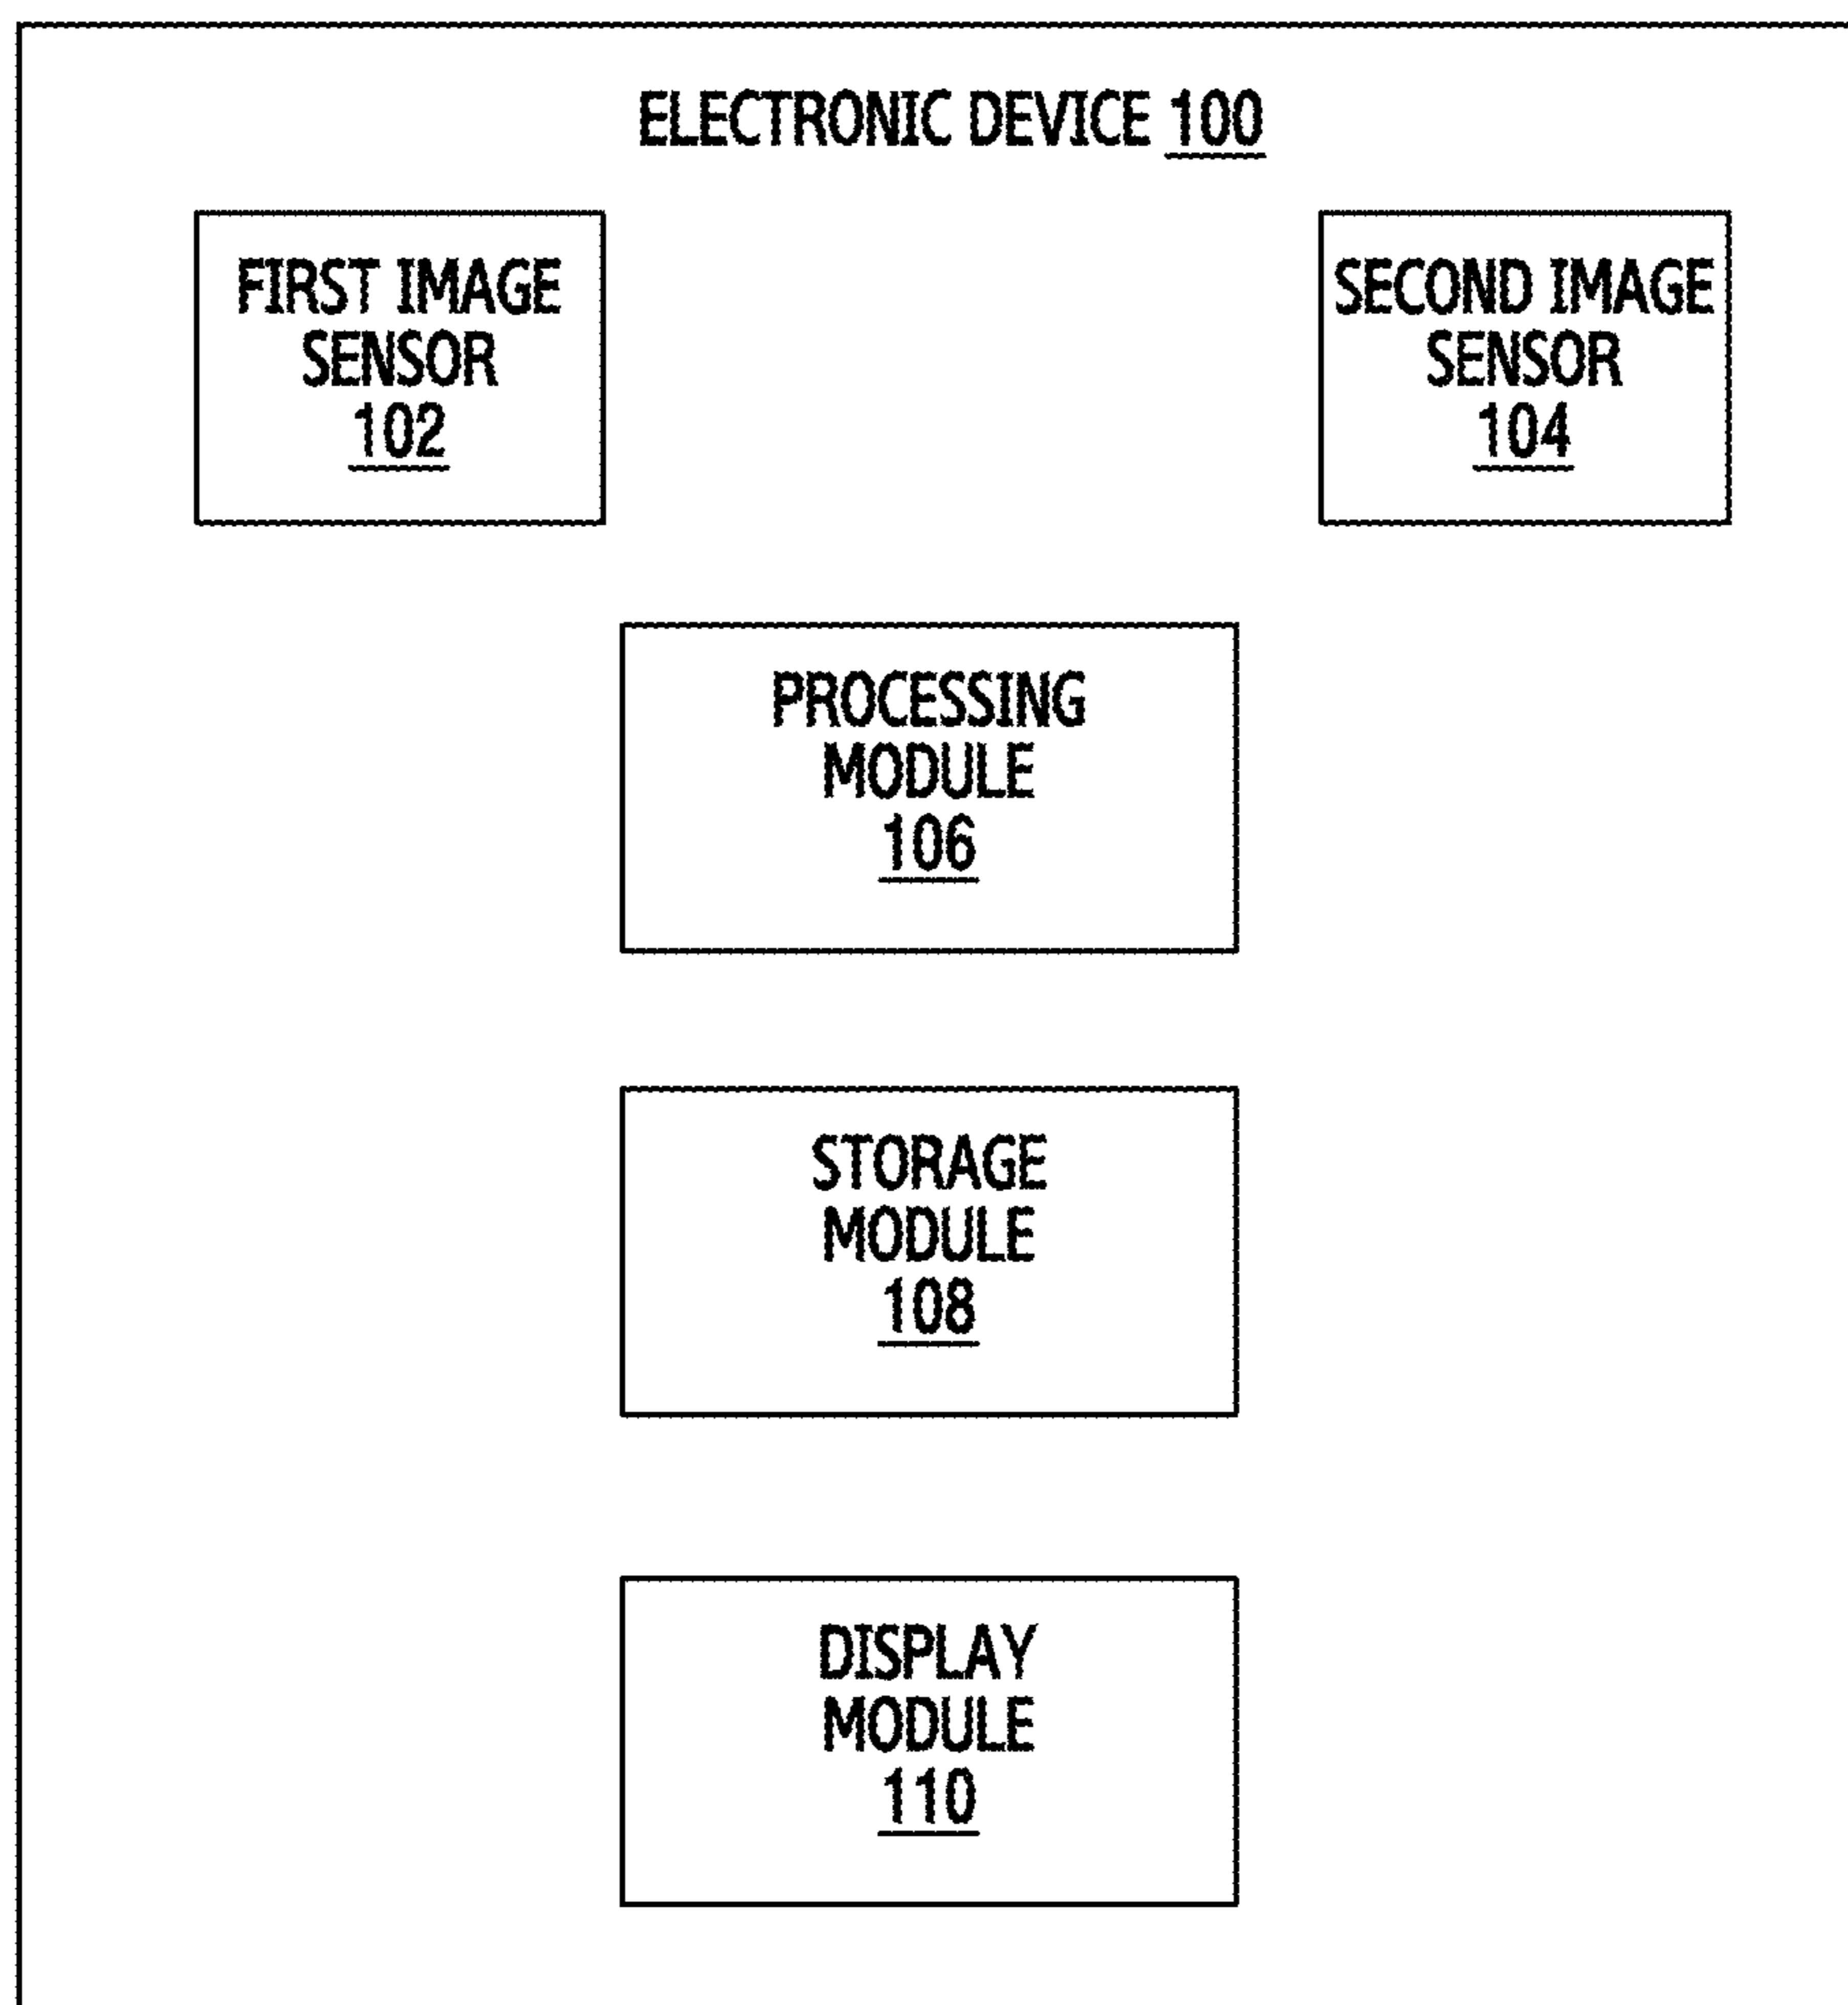 ELECTRONIC DEVICE 100
FIRST IMAGE
SENSOR
102
SECOND IMAGE
SENSOR
104
PROCESSING
MODULE
106
STORAGE
MODULE
108
DISPLAY
MODULE
110